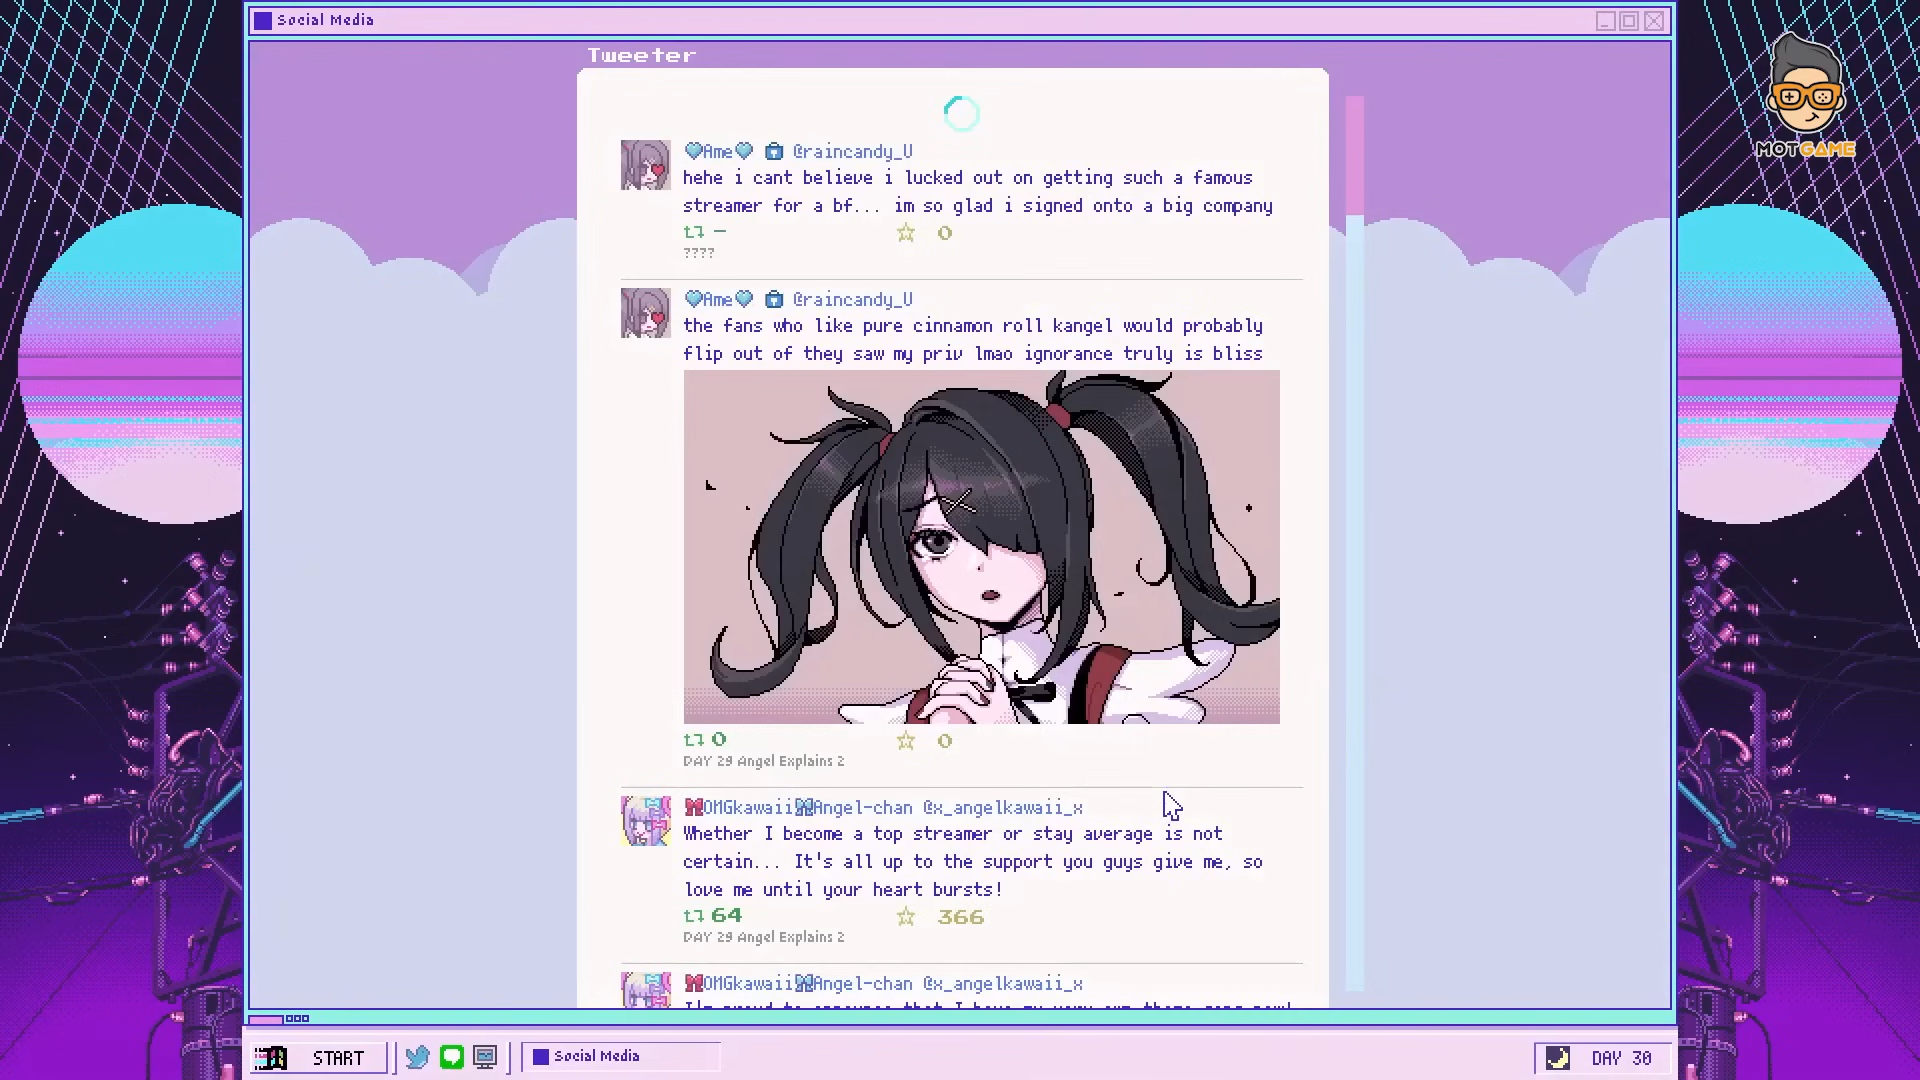 Social Media
MOTGAME
Tweeter
Ame @raincandy_U
hehe i cant believe i lucked out on getting such a famous
streamer for a bf... im so glad i signed onto a big company
- 0
????
Ame @raincandy_U
the fans who like pure cinnamon roll kangel would probably
flip out of they saw my priv lmao ignorance truly is bliss
0 0
DAY 29 Angel Explains 2
OMGkawaii Angel-chan @x_angelkawaii_x
Whether I become a top streamer or stay average is not
certain... It's all up to the support you guys give me, so
love me until your heart bursts!
64 366
DAY 29 Angel Explains 2
OMGkawaii Angel-chan @x_angelkawaii_x
START
Social Media
DAY 30